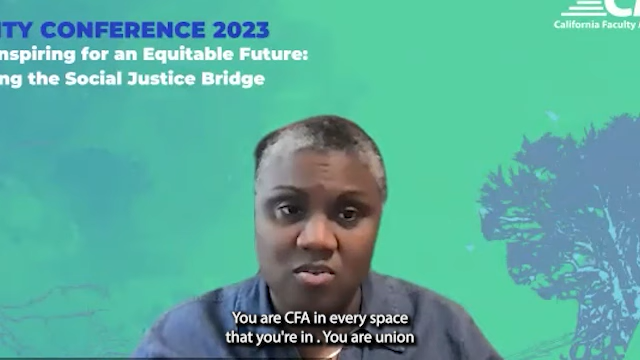 ITY CONFERENCE 2023
nspiring for an Equitable Future:
ng the Social Justice Bridge
California Faculty A
You are CFA in every space
that you're in . You are union